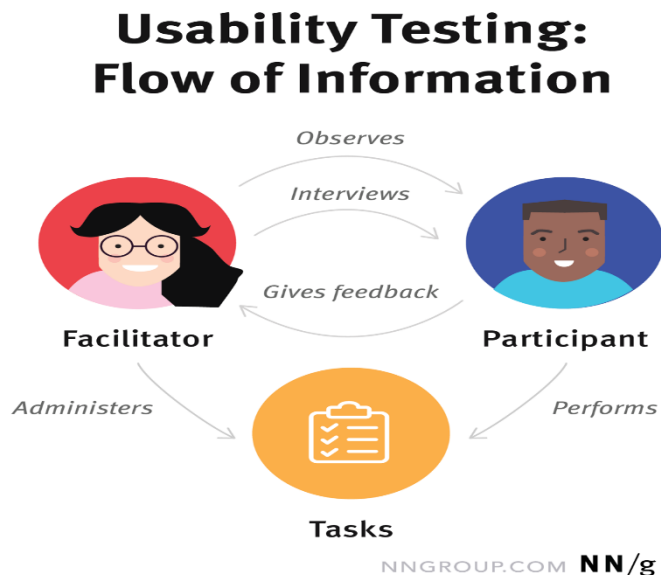 Usability Testing:
Flow of Information
Observes
Interviews
Gives feedback
Facilitator
Participant
Administers
Performs
Tasks
NNGROUP.COM NN/g